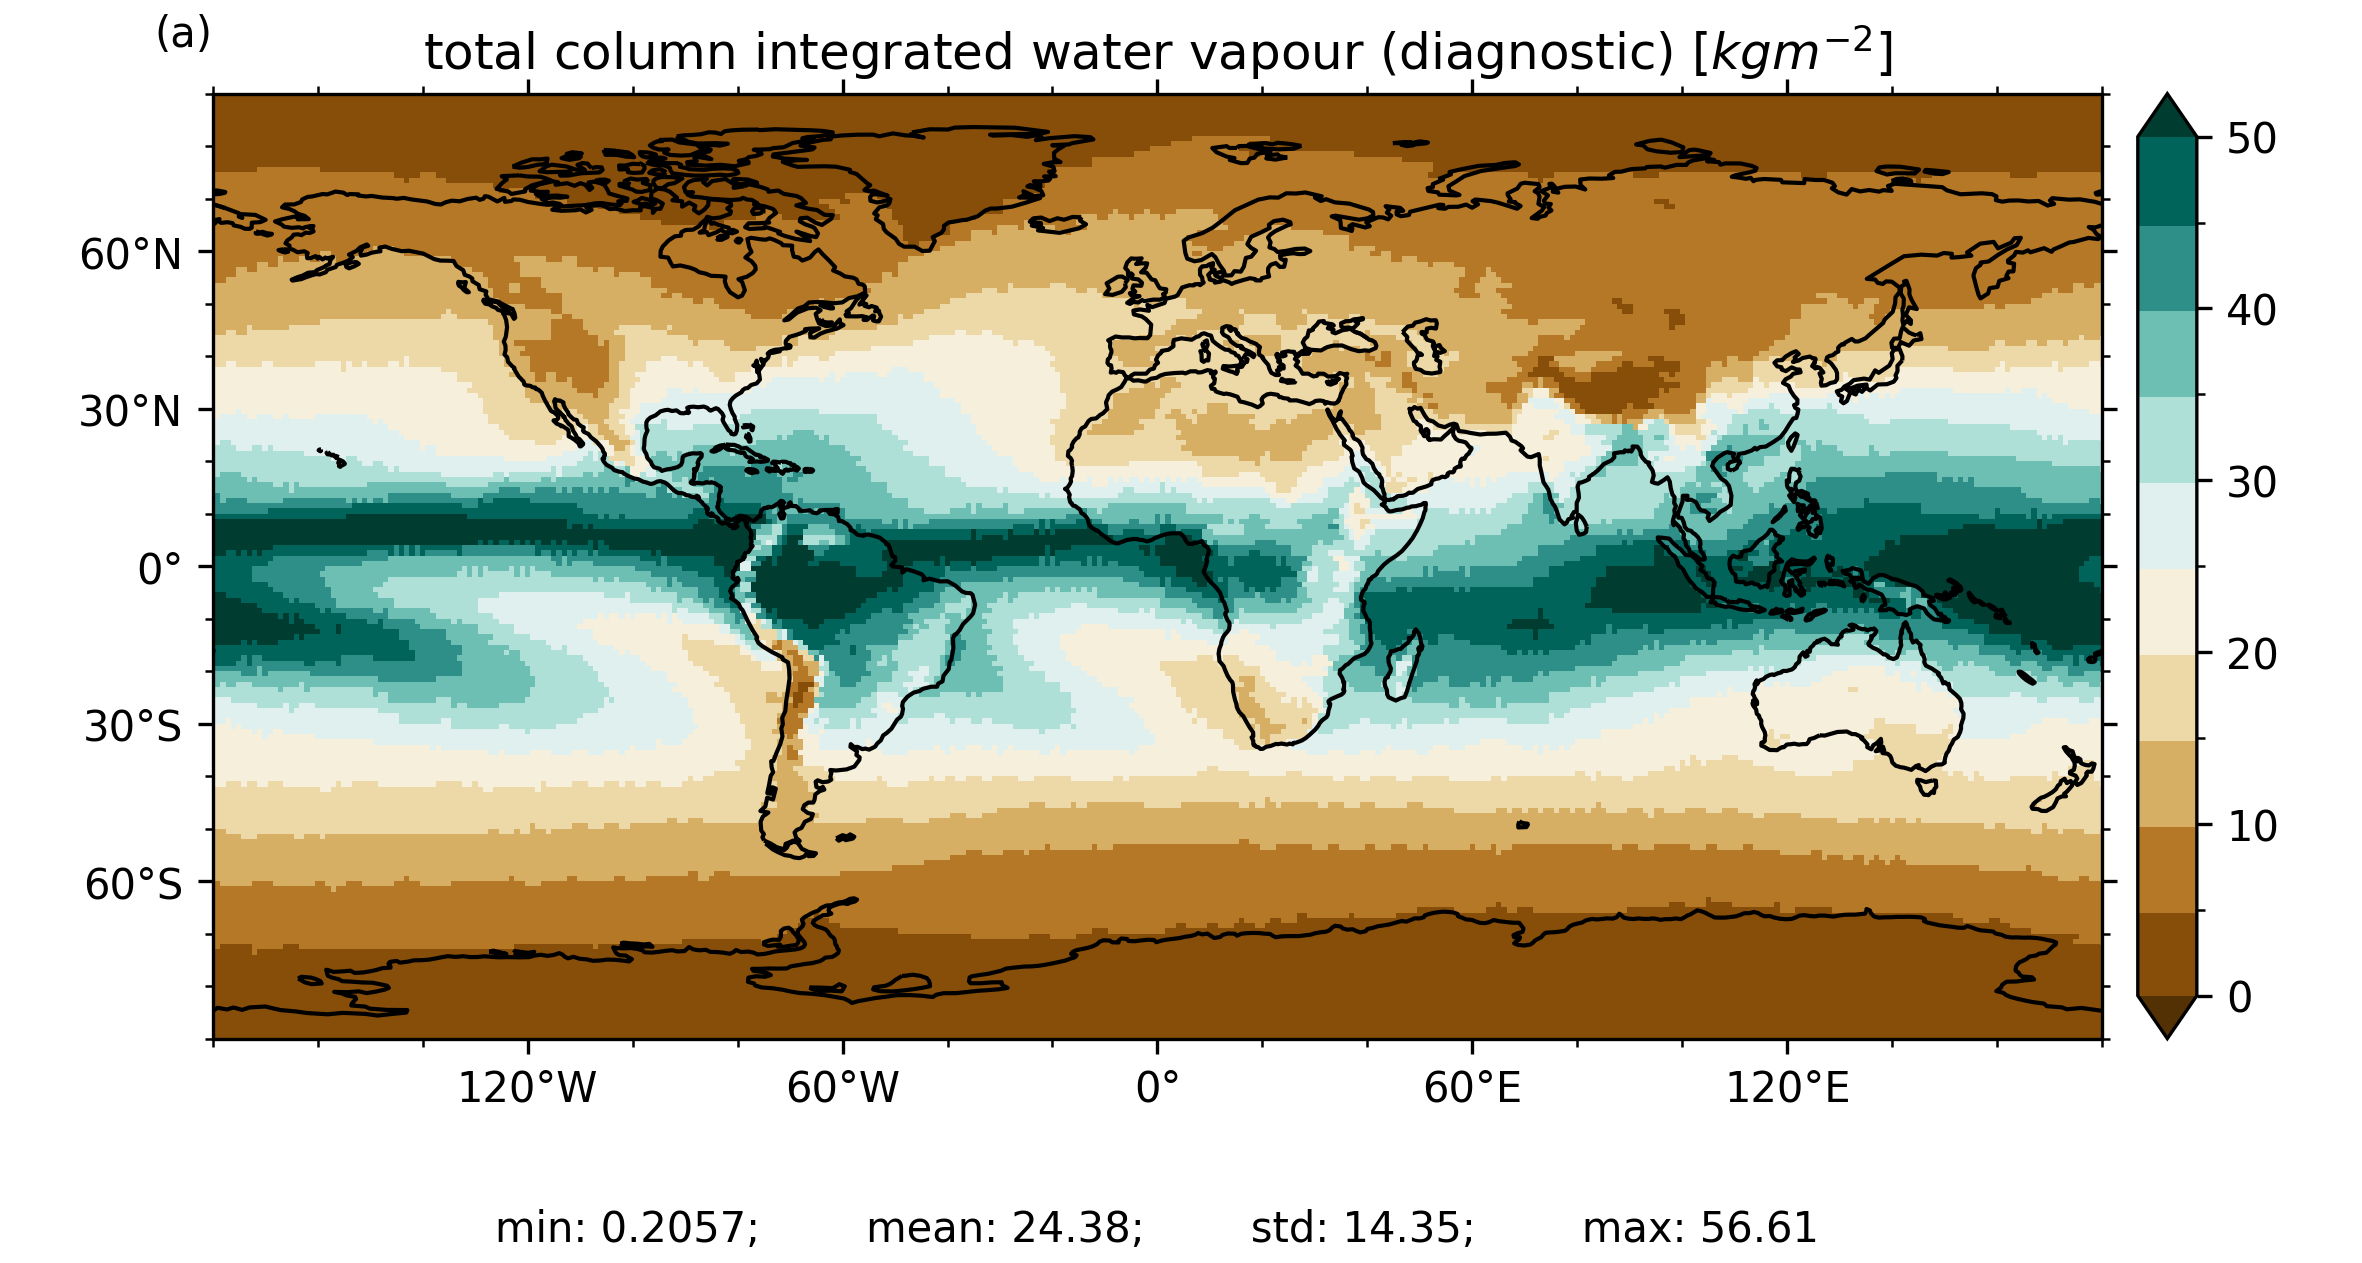 (a)
total column integrated water vapour (diagnostic) [kgm⁻²]
60°N
30°N
0°
30°S
60°S
120°W 60°W 0° 60°E 120°E
50
40
30
20
10
0
min: 0.2057; mean: 24.38; std: 14.35; max: 56.61